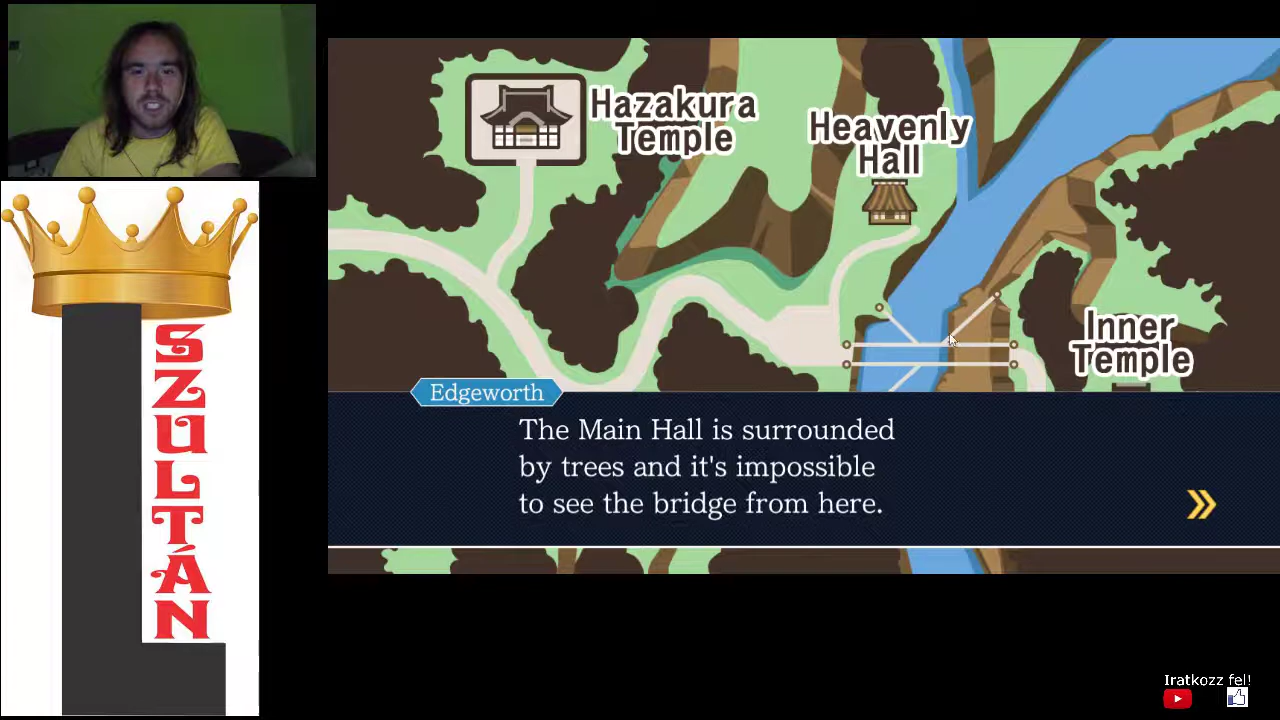 SZULTÁN
Hazakura
Temple
Heavenly
Hall
Inner
Temple
Edgeworth
The Main Hall is surrounded
by trees and it's impossible
to see the bridge from here.
Iratkozz fel!